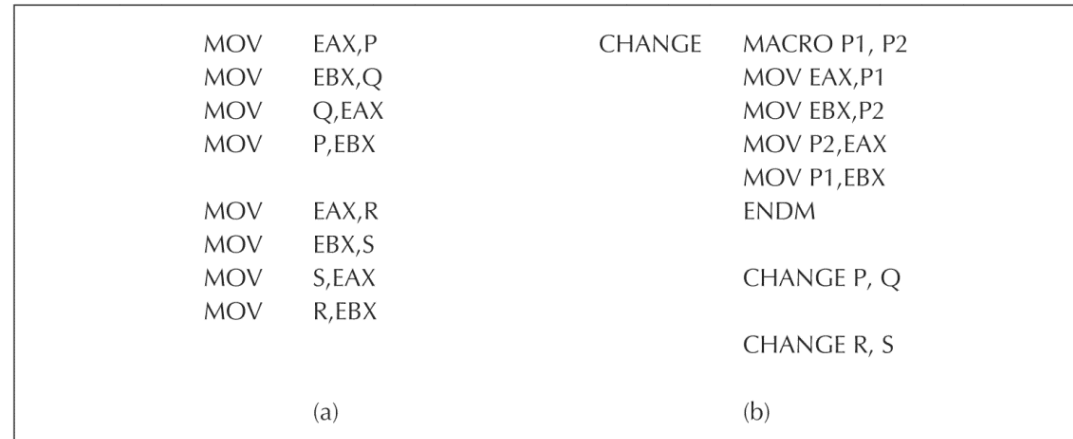 MOV EAX,P
MOV EBX,Q
MOV Q,EAX
MOV P,EBX
MOV EAX,R
MOV EBX,S
MOV S,EAX
MOV R,EBX
(a)
CHANGE MACRO P1, P2
MOV EAX,P1
MOV EBX,P2
MOV P2,EAX
MOV P1,EBX
ENDM
CHANGE P, Q
CHANGE R, S
(b)